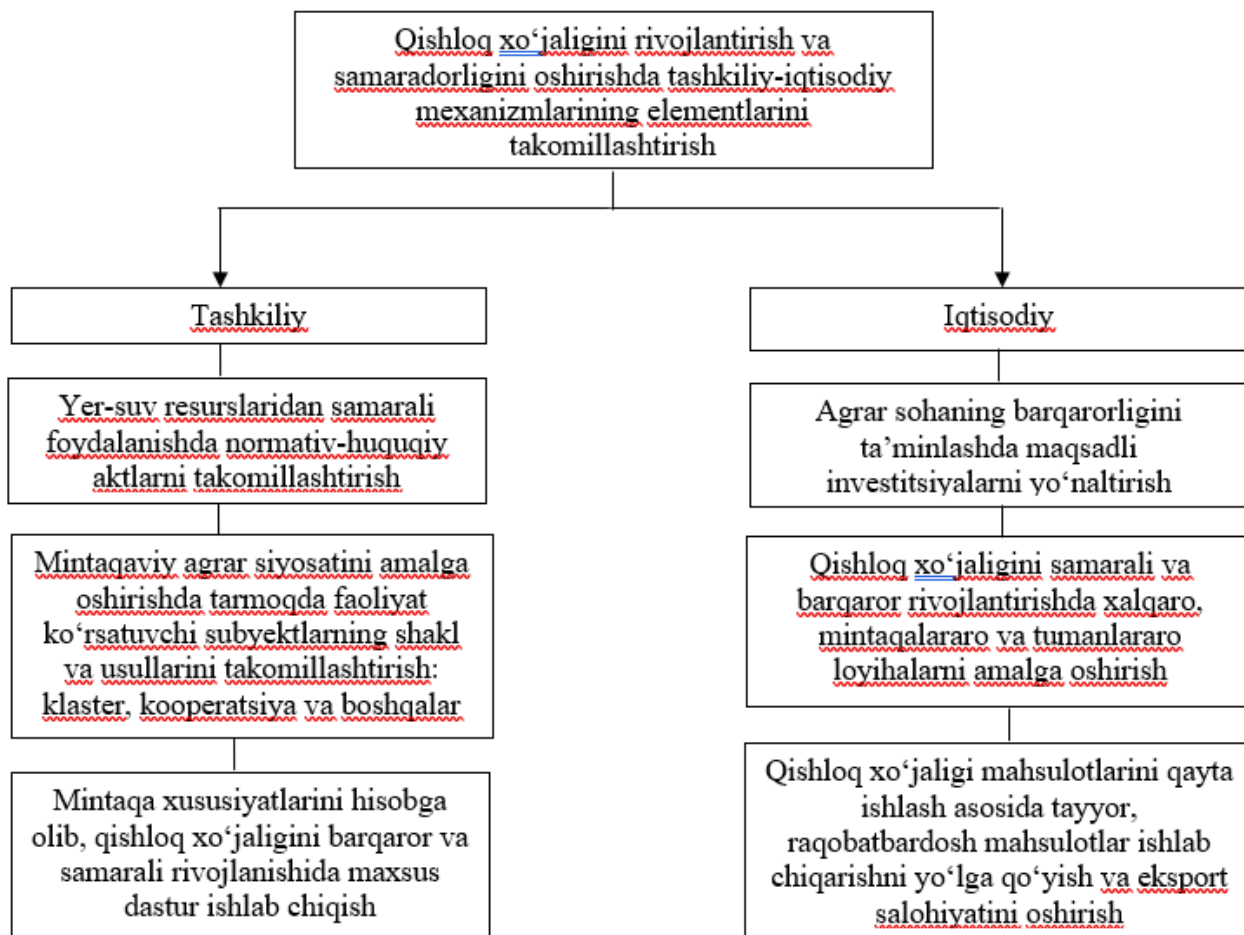 Qishloq xo‘jaligini rivojlantirish va
samaradorligini oshirishda tashkiliy-iqtisodiy
mexanizmlarining elementlarini
takomillashtirish
Tashkiliy
Yer-suv resurslaridan samarali
foydalanishda normativ-huquqiy
aktlarni takomillashtirish
Mintaqaviy agrar siyosatini amalga
oshirishda tarmoqda faoliyat
ko‘rsatuvchi subyektlarning shakl
va usullarini takomillashtirish:
klaster, kooperatsiya va boshqalar
Mintaqa xususiyatlarini hisobga
olib, qishloq xo‘jaligini barqaror va
samarali rivojlanishida maxsus
dastur ishlab chiqish
Iqtisodiy
Agrar sohaning barqarorligini
ta’minlashda maqsadli
investitsiyalarni yo‘naltirish
Qishloq xo‘jaligini samarali va
barqaror rivojlantirishda xalqaro,
mintaqalararo va tumanlararo
loyihalarni amalga oshirish
Qishloq xo‘jaligi mahsulotlarini qayta
ishlash asosida tayyor,
raqobatbardosh mahsulotlar ishlab
chiqarishni yo‘lga qo‘yish va eksport
salohiyatini oshirish